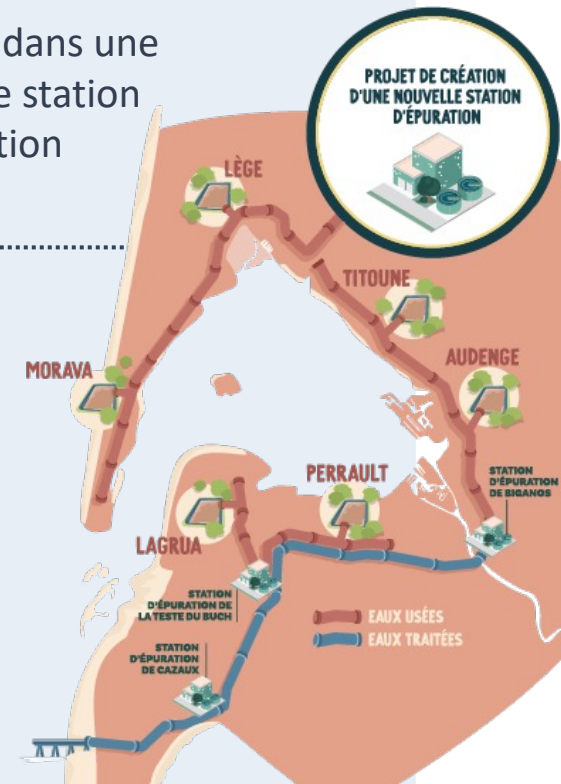 dans une
e station
tion
PROJET DE CRÉATION
D'UNE NOUVELLE STATION
D'ÉPURATION
LÈGE
TITOUNE
MORAVA
AUDENGE
PERRAULT
STATION
D'ÉPURATION
DE BIGANOS
LAGRUA
STATION
D'ÉPURATION DE
LA TESTE DU BUCH
EAUX USÉES
EAUX TRAITÉES
STATION
D'ÉPURATION
DE CAZAUX